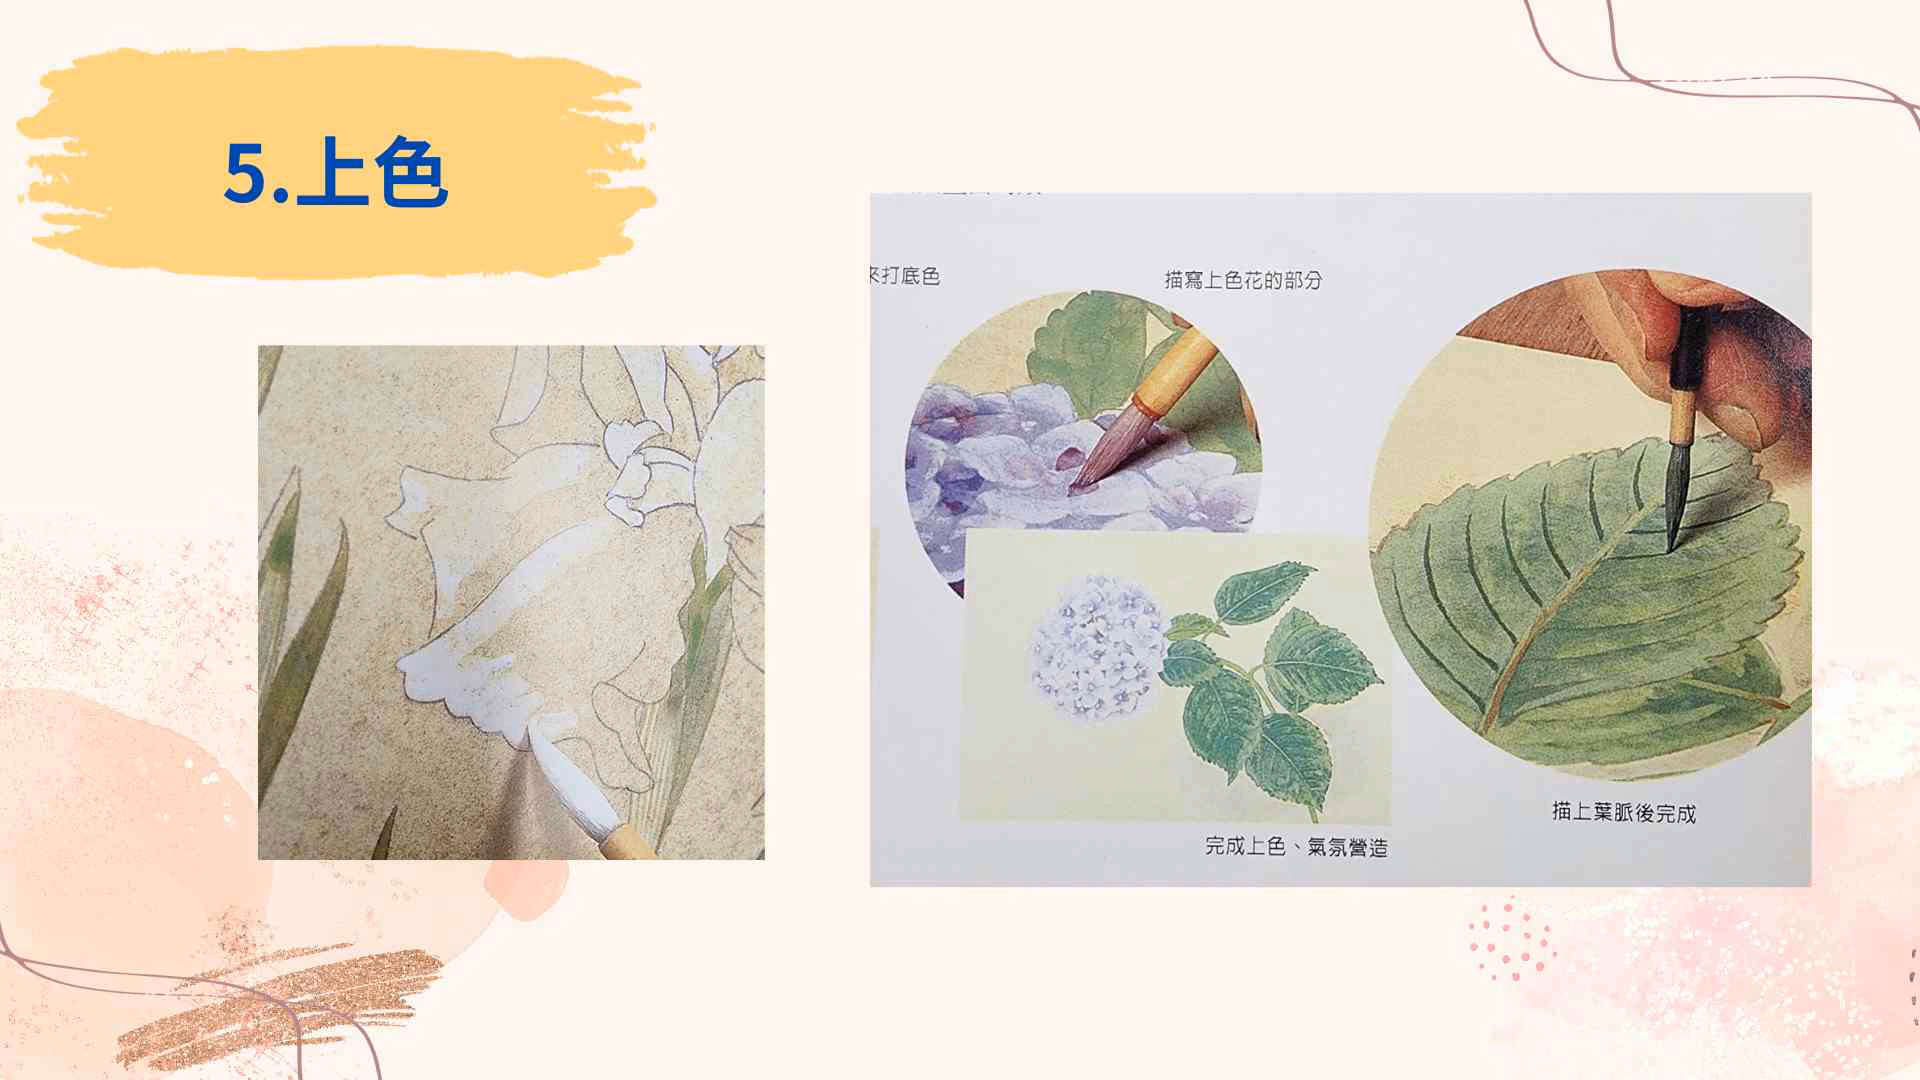 5.上色
來打底色
描寫上色花的部分
完成上色、氣氛營造
描上葉脈後完成